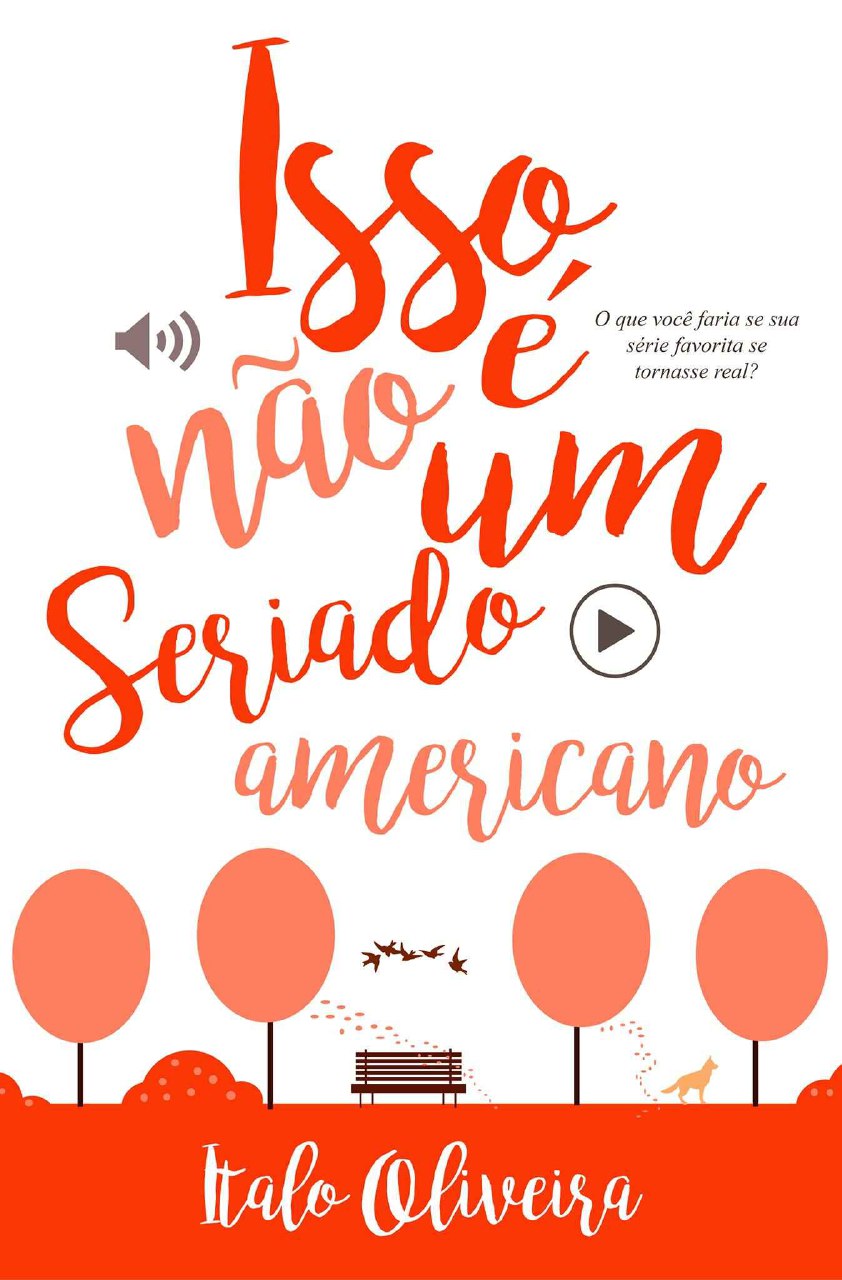 Isso
é
O que você faria se sua
série favorita se
tornasse real?
não
um
Seriado
americano
Italo Oliveira